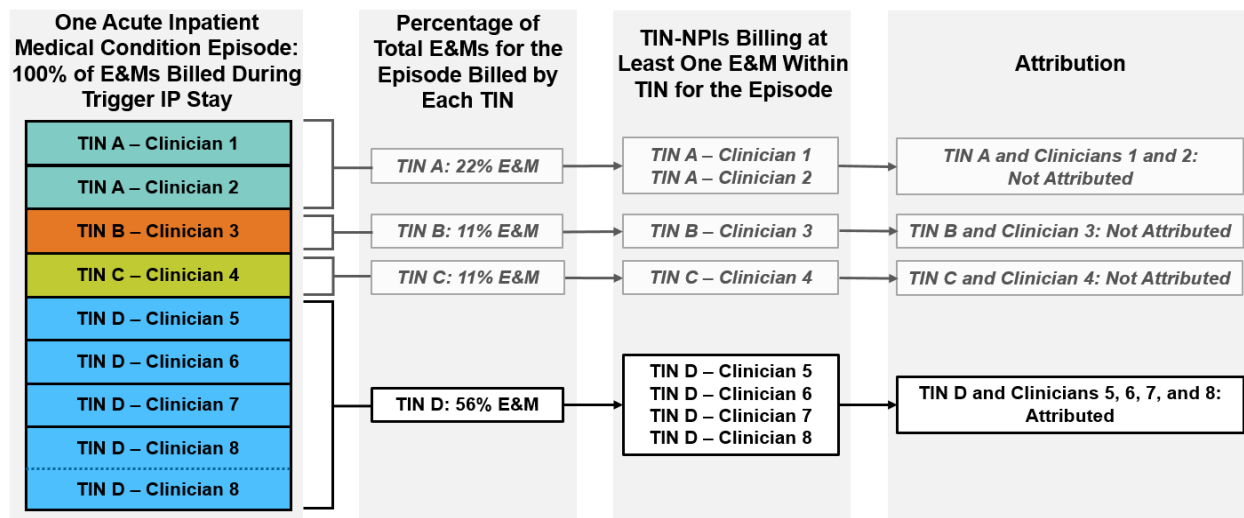 One Acute Inpatient
Medical Condition Episode:
100% of E&Ms Billed During
Trigger IP Stay
TIN A – Clinician 1
TIN A – Clinician 2
TIN B – Clinician 3
TIN C – Clinician 4
TIN D – Clinician 5
TIN D – Clinician 6
TIN D – Clinician 7
TIN D – Clinician 8
TIN D – Clinician 8
Percentage of
Total E&Ms for the
Episode Billed by
Each TIN
TIN A: 22% E&M
TIN B: 11% E&M
TIN C: 11% E&M
TIN D: 56% E&M
TIN-NPIs Billing at
Least One E&M Within
TIN for the Episode
TIN A – Clinician 1
TIN A – Clinician 2
TIN B – Clinician 3
TIN C – Clinician 4
TIN D – Clinician 5
TIN D – Clinician 6
TIN D – Clinician 7
TIN D – Clinician 8
Attribution
TIN A and Clinicians 1 and 2:
Not Attributed
TIN B and Clinician 3: Not Attributed
TIN C and Clinician 4: Not Attributed
TIN D and Clinicians 5, 6, 7, and 8:
Attributed